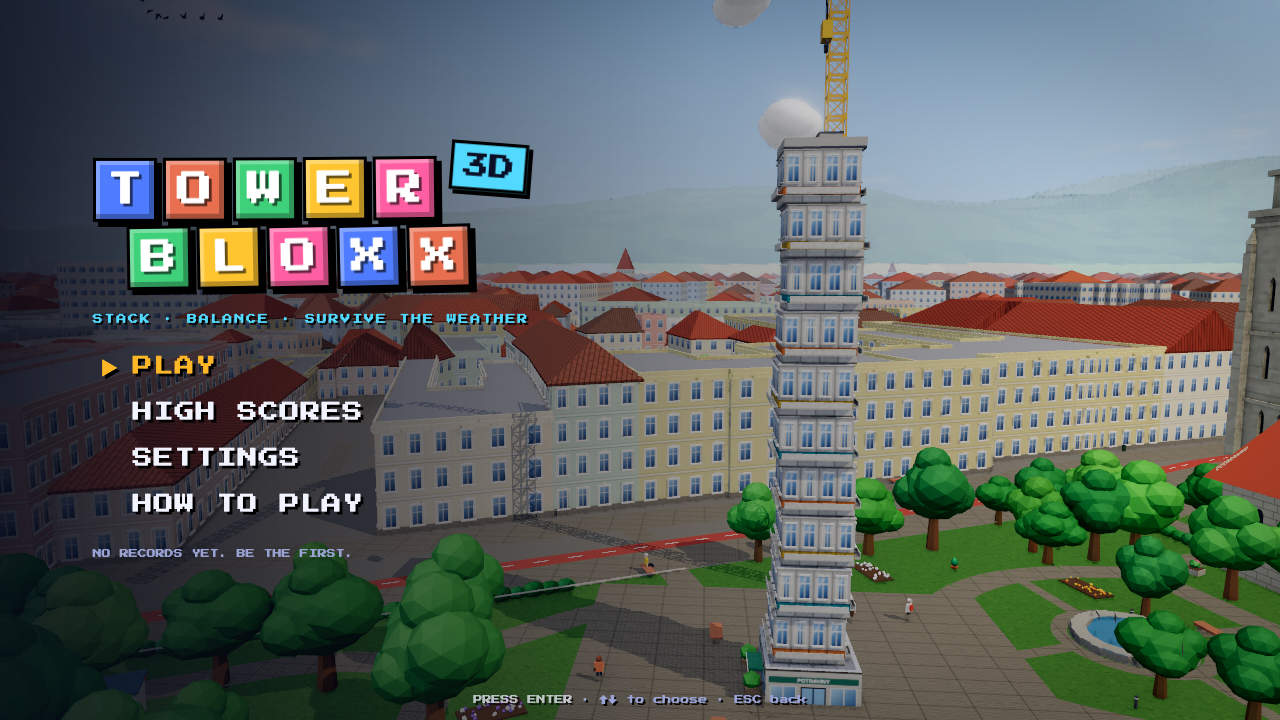 TOWER 3D
BLOXX
STACK · BALANCE · SURVIVE THE WEATHER
▶ PLAY
HIGH SCORES
SETTINGS
HOW TO PLAY
NO RECORDS YET. BE THE FIRST.
POTRAVINY
PRESS ENTER · ↑↓ to choose · ESC back